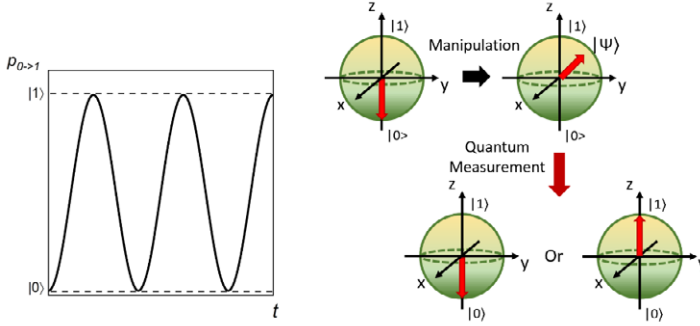 p0->1
|1⟩
|0⟩
t
z
|1⟩
y
x
|0>
Manipulation
z
|1⟩
|Ψ⟩
y
x
|0>
Quantum
Measurement
z
|1⟩
y
x
|0⟩
Or
z
|1⟩
y
x
|0⟩